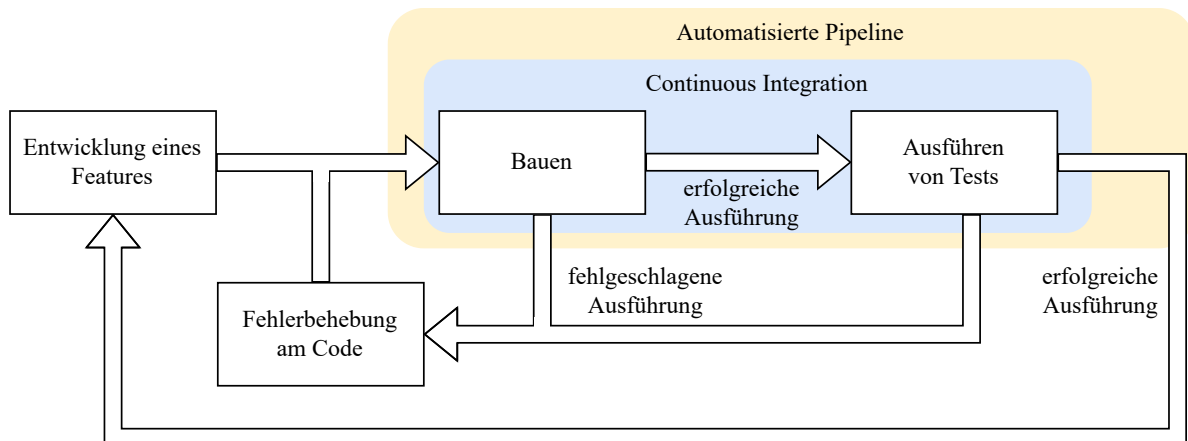 Automatisierte Pipeline
Continuous Integration
Entwicklung eines
Features
Bauen
Ausführen
von Tests
erfolgreiche
Ausführung
fehlgeschlagene
Ausführung
erfolgreiche
Ausführung
Fehlerbehebung
am Code